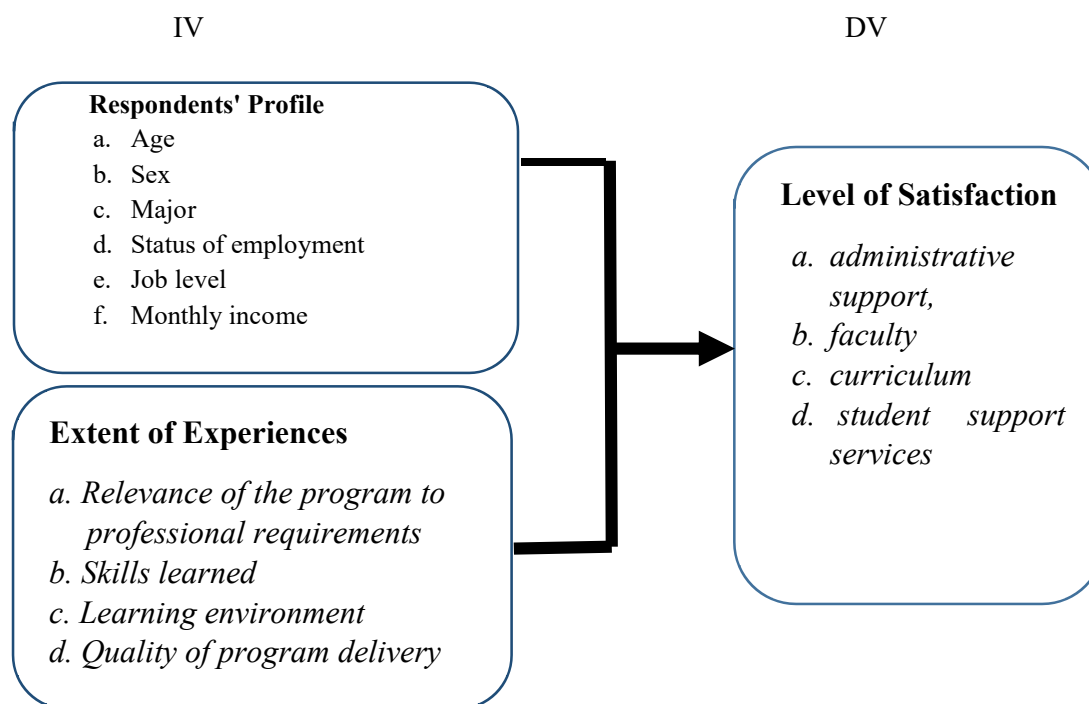 IV
DV
Respondents' Profile
a. Age
b. Sex
c. Major
d. Status of employment
e. Job level
f. Monthly income
Extent of Experiences
a. Relevance of the program to
professional requirements
b. Skills learned
c. Learning environment
d. Quality of program delivery
Level of Satisfaction
a. administrative
support,
b. faculty
c. curriculum
d. student support
services